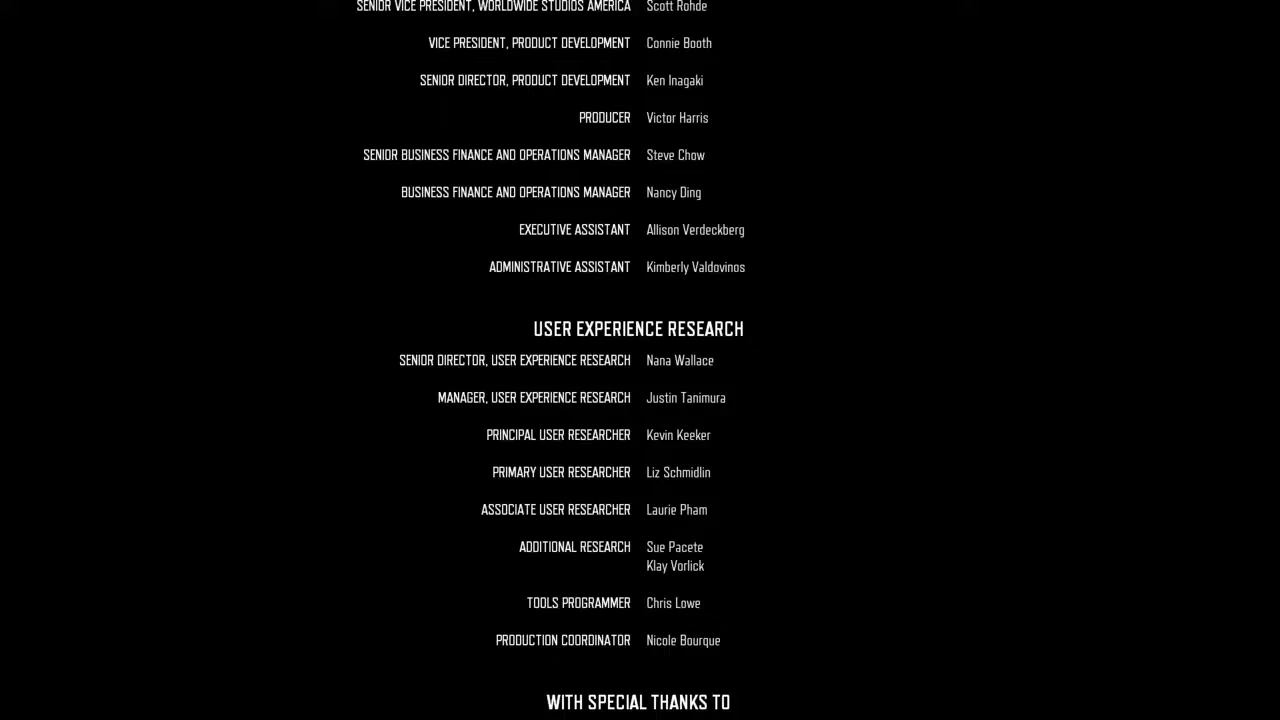 SENIOR VICE PRESIDENT, WORLDWIDE STUDIOS AMERICA Scott Rohde
VICE PRESIDENT, PRODUCT DEVELOPMENT Connie Booth
SENIOR DIRECTOR, PRODUCT DEVELOPMENT Ken Inagaki
PRODUCER Victor Harris
SENIOR BUSINESS FINANCE AND OPERATIONS MANAGER Steve Chow
BUSINESS FINANCE AND OPERATIONS MANAGER Nancy Ding
EXECUTIVE ASSISTANT Allison Verdeckberg
ADMINISTRATIVE ASSISTANT Kimberly Valdovinos
USER EXPERIENCE RESEARCH
SENIOR DIRECTOR, USER EXPERIENCE RESEARCH Nana Wallace
MANAGER, USER EXPERIENCE RESEARCH Justin Tanimura
PRINCIPAL USER RESEARCHER Kevin Keeker
PRIMARY USER RESEARCHER Liz Schmidlin
ASSOCIATE USER RESEARCHER Laurie Pham
ADDITIONAL RESEARCH Sue Pacete
Klay Vorlick
TOOLS PROGRAMMER Chris Lowe
PRODUCTION COORDINATOR Nicole Bourque
WITH SPECIAL THANKS TO